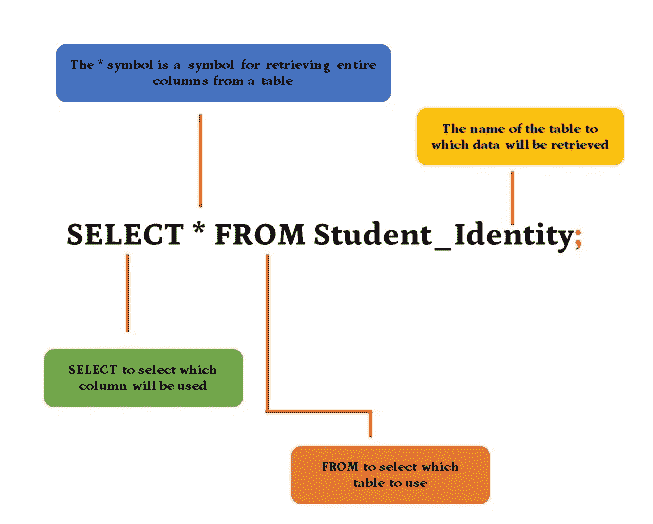 The * symbol is a symbol for retrieving entire
columns from a table
The name of the table to
which data will be retrieved
SELECT * FROM Student_Identity;
SELECT to select which
column will be used
FROM to select which
table to use